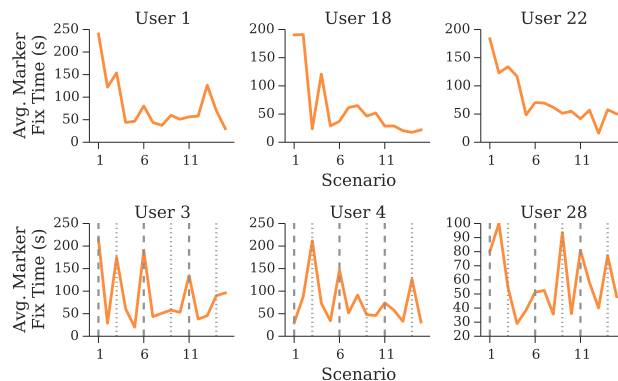 User 1
User 18
User 22
Avg. Marker
Fix Time (s)
250
200
150
100
50
0
200
150
100
50
0
200
150
100
50
0
1 6 11
1 6 11
1 6 11
Scenario
User 3
User 4
User 28
Avg. Marker
Fix Time (s)
250
200
150
100
50
0
250
200
150
100
50
0
100
90
80
70
60
50
40
30
20
1 6 11
1 6 11
1 6 11
Scenario